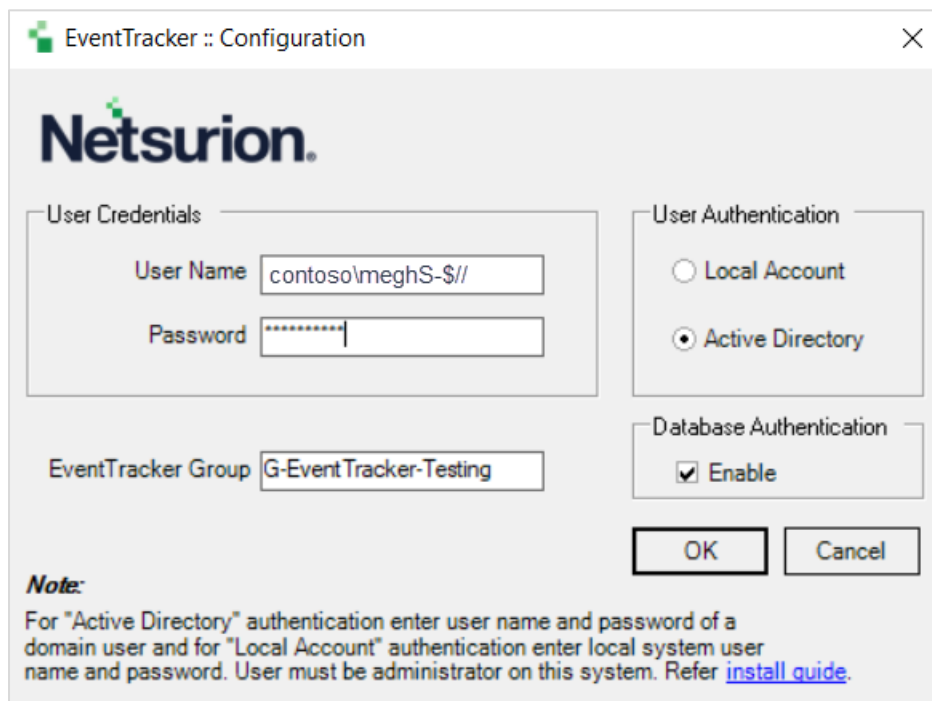 EventTracker :: Configuration
Netsurion®
User Credentials
User Name contoso\meghS-$//
Password **********
User Authentication
Local Account
Active Directory
Database Authentication
Enable
EventTracker Group G-EventTracker-Testing
OK Cancel
Note:
For "Active Directory" authentication enter user name and password of a
domain user and for "Local Account" authentication enter local system user
name and password. User must be administrator on this system. Refer install guide.